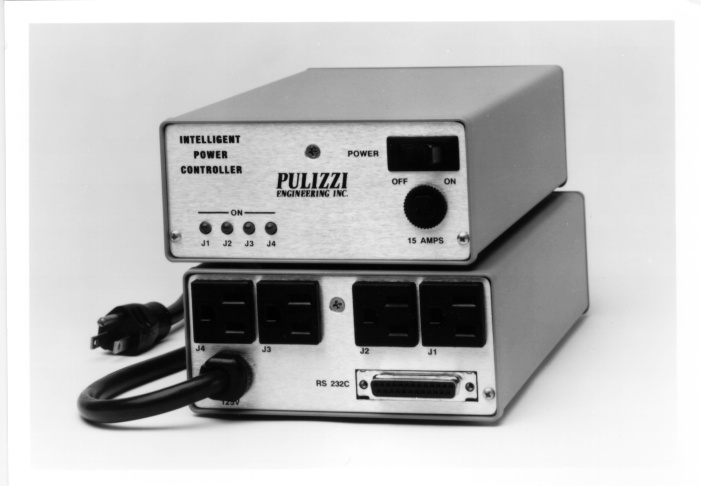 INTELLIGENT
POWER
CONTROLLER
POWER
OFF ON
PULIZZI
ENGINEERING INC.
ON
J1 J2 J3 J4
15 AMPS
J4 J3 J2 J1
RS 232C